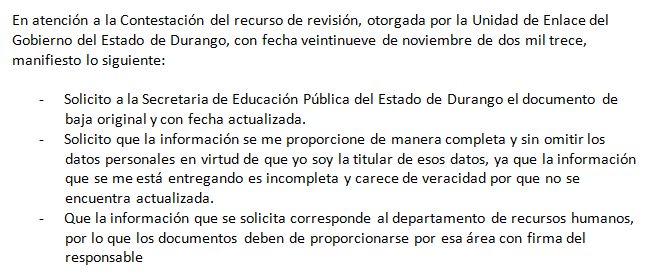 En atención a la Contestación del recurso de revisión, otorgada por la Unidad de Enlace del
Gobierno del Estado de Durango, con fecha veintinueve de noviembre de dos mil trece,
manifiesto lo siguiente:
- Solicito a la Secretaria de Educación Pública del Estado de Durango el documento de
baja original y con fecha actualizada.
- Solicito que la información se me proporcione de manera completa y sin omitir los
datos personales en virtud de que yo soy la titular de esos datos, ya que la información
que se me está entregando es incompleta y carece de veracidad por que no se
encuentra actualizada.
- Que la información que se solicita corresponde al departamento de recursos humanos,
por lo que los documentos deben de proporcionarse por esa área con firma del
responsable